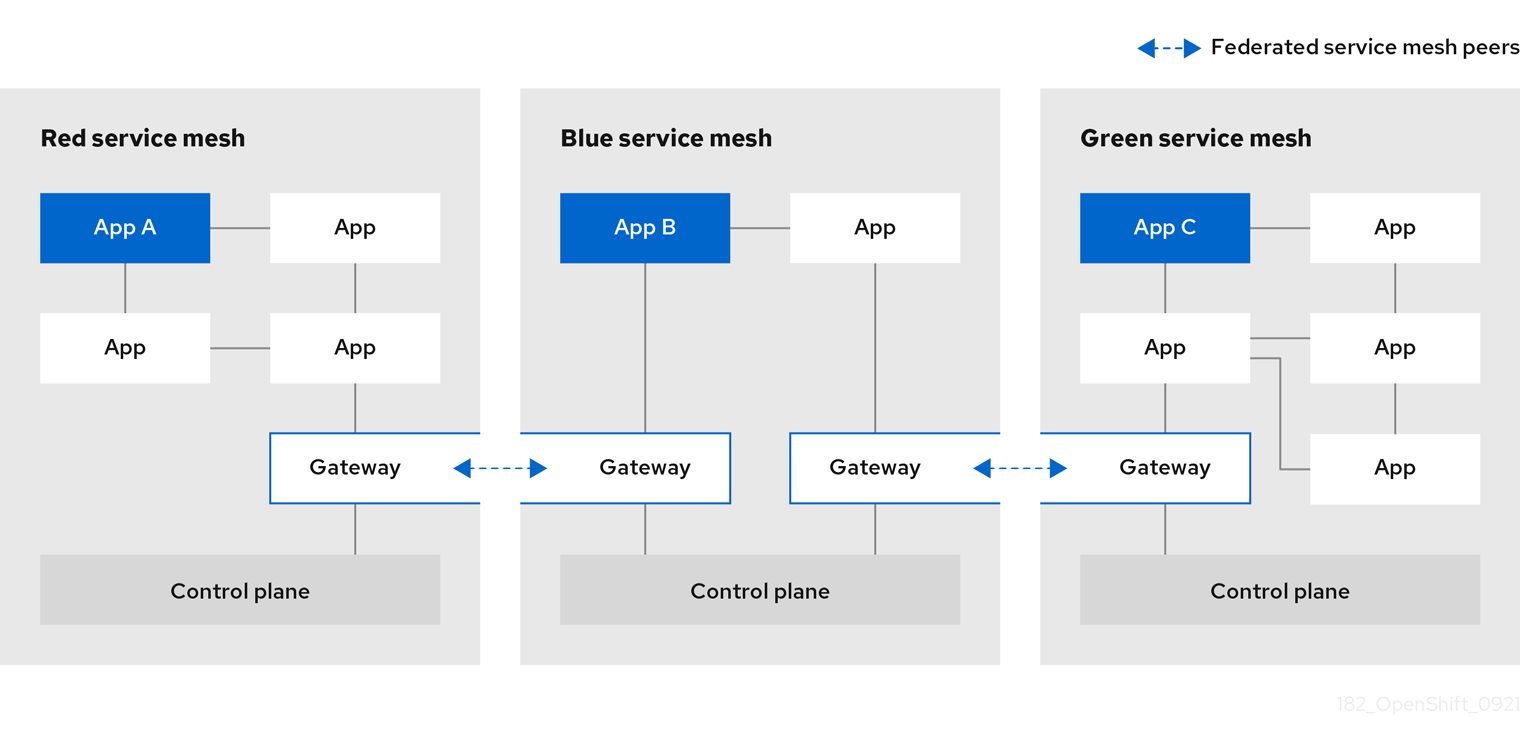 Federated service mesh peers
Red service mesh
App A
App
App
App
Gateway
Control plane
Blue service mesh
App B
App
Gateway
Gateway
Control plane
Green service mesh
App C
App
App
App
Gateway
App
Control plane
182_OpenShift_0921